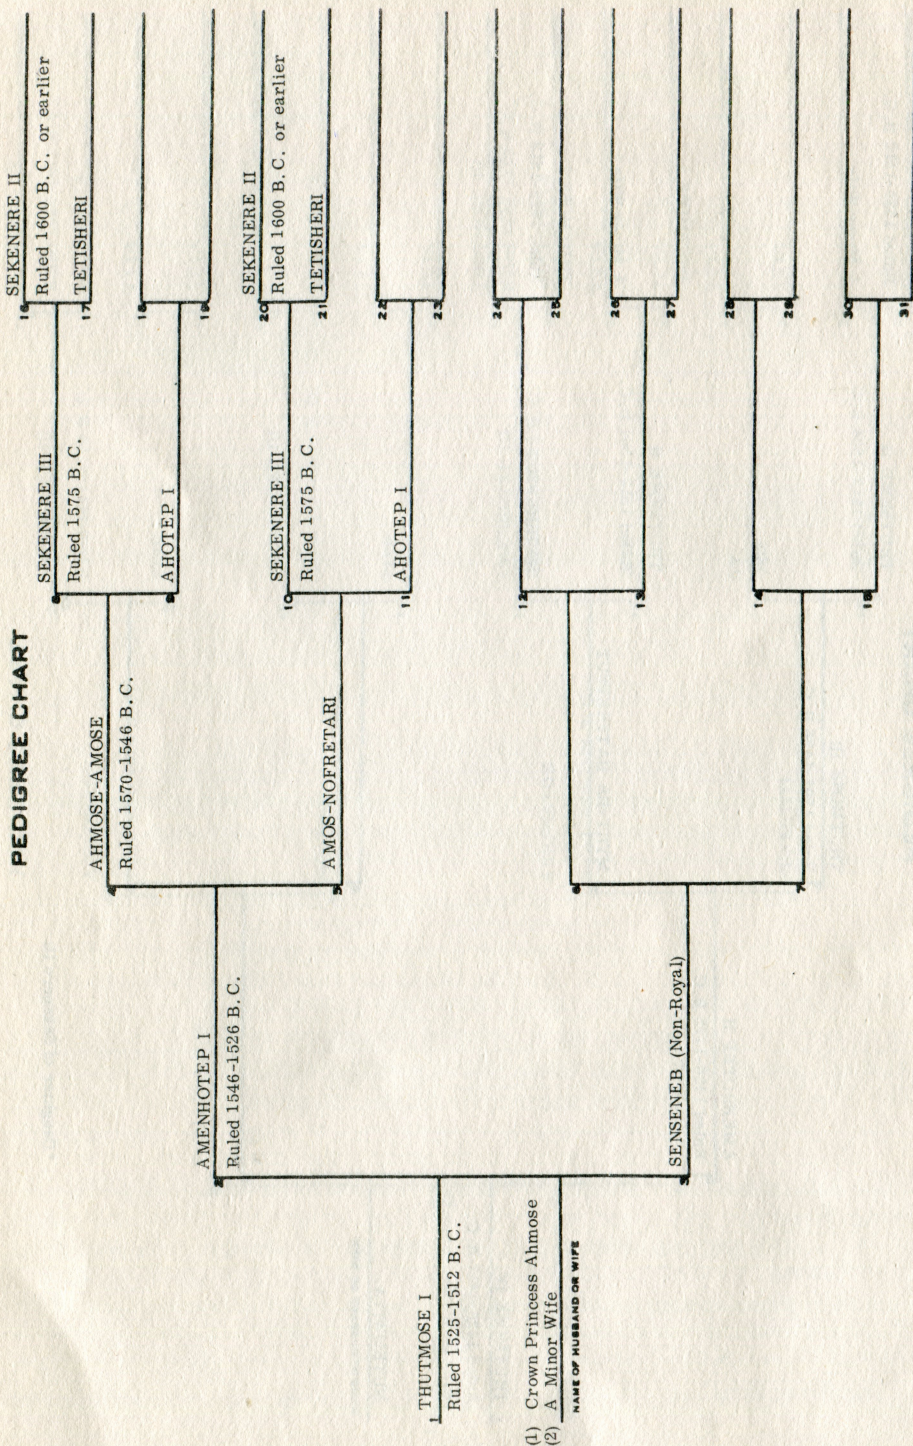 PEDIGREE CHART
1
THUTMOSE I
Ruled 1525-1512 B.C.
(1) Crown Princess Ahmose
(2) A Minor Wife
NAME OF HUSBAND OR WIFE
2
AMENHOTEP I
Ruled 1546-1526 B.C.
3
SENSENEB (Non-Royal)
4
AHMOSE-AMOSE
Ruled 1570-1546 B.C.
5
AMOS-NOFRETARI
6
7
8
SEKENERE III
Ruled 1575 B.C.
9
AHOTEP I
10
SEKENERE III
Ruled 1575 B.C.
11
AHOTEP I
12
13
14
15
16
SEKENERE II
Ruled 1600 B.C. or earlier
17
TETISHERI
18
19
20
SEKENERE II
Ruled 1600 B.C. or earlier
21
TETISHERI
22
23
24
25
26
27
28
29
30
31